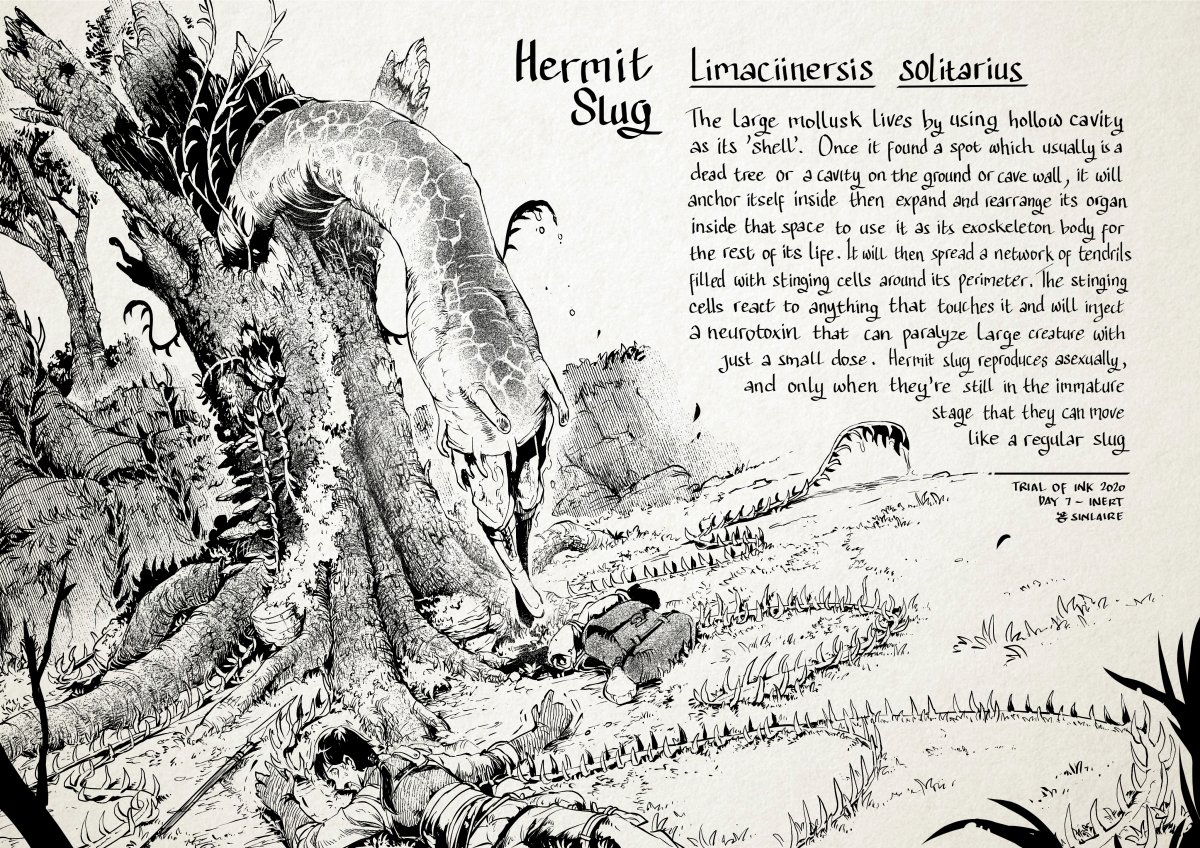 Hermit
Slug
Limaciinersis solitarius
The large mollusk lives by using hollow cavity
as its 'shell'. Once it found a spot which usually is a
dead tree or a cavity on the ground or cave wall, it will
anchor itself inside then expand and rearrange its organ
inside that space to use it as its exoskeleton body for
the rest of its life. It will then spread a network of tendrils
filled with stinging cells around its perimeter. The stinging
cells react to anything that touches it and will inject
a neurotoxin that can paralyze large creature with
just a small dose. Hermit slug reproduces asexually,
and only when they're still in the immature
stage that they can move
like a regular slug
TRIAL OF INK 2020
DAY 7 - INERT
SINLAIRE